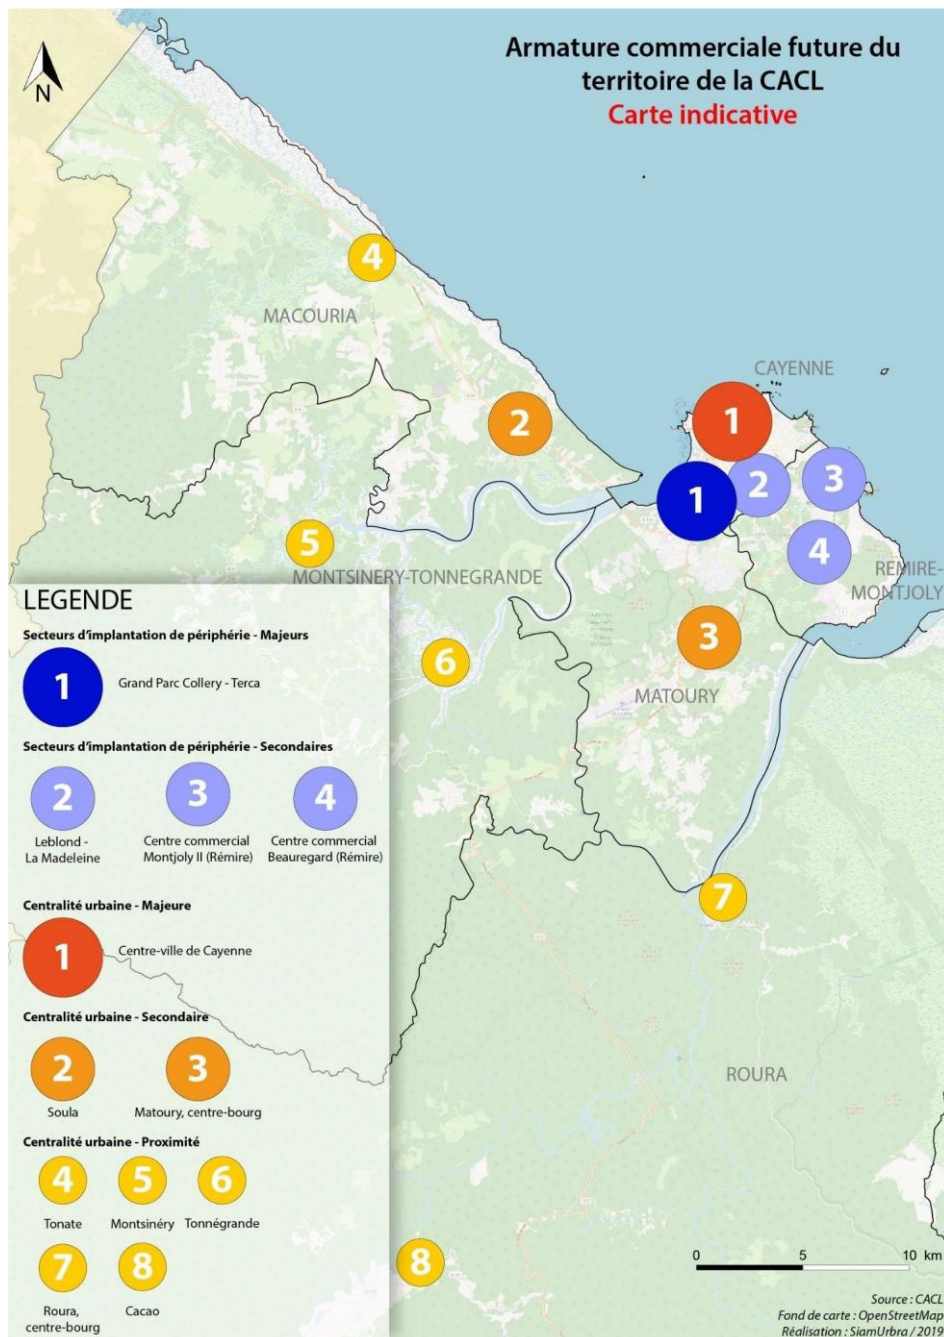 Armature commerciale future du
territoire de la CACL
Carte indicative
N
4
MACOURIA
CAYENNE
2
1
1
2
3
4
5
MONTSINERY-TONNEGRANDE
REMIRE-
MONTJOLY
3
6
MATOURY
7
ROURA
8
LEGENDE
Secteurs d'implantation de périphérie - Majeurs
1
Grand Parc Collery - Terca
Secteurs d'implantation de périphérie - Secondaires
2
3
4
Leblond -
La Madeleine
Centre commercial
Montjoly II (Rémire)
Centre commercial
Beauregard (Rémire)
Centralité urbaine - Majeure
1
Centre-ville de Cayenne
Centralité urbaine - Secondaire
2
3
Soula
Matoury, centre-bourg
Centralité urbaine - Proximité
4
5
6
Tonate
Montsinéry
Tonnégrande
7
8
Roura,
centre-bourg
Cacao
0 5 10 km
Source : CACL
Fond de carte : OpenStreetMap
Réalisation : SiamUrbra / 2019